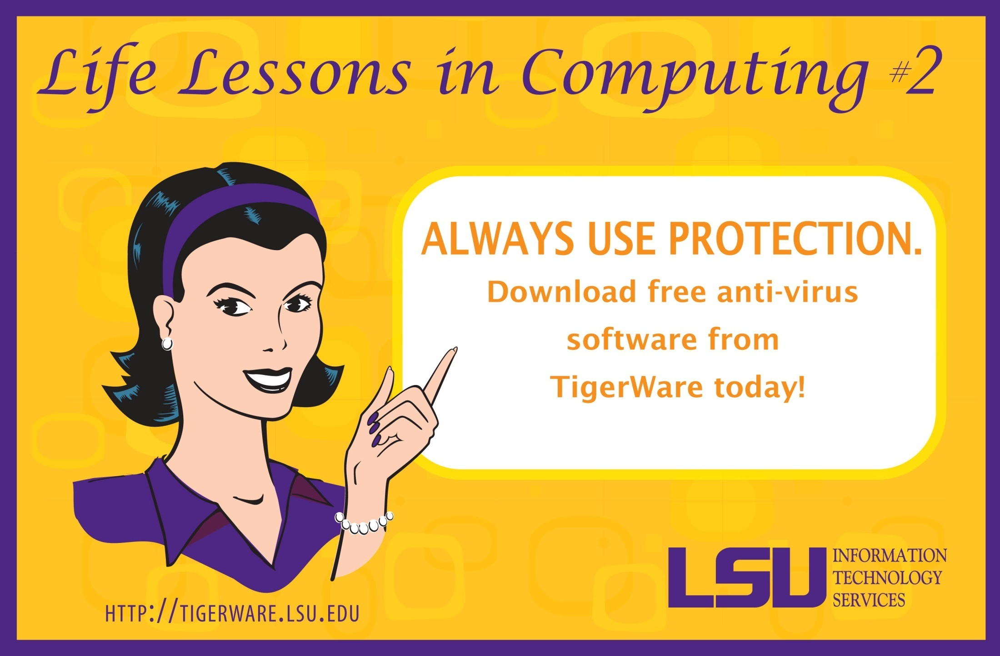 Life Lessons in Computing #2
ALWAYS USE PROTECTION.
Download free anti-virus
software from
TigerWare today!
HTTP://TIGERWARE.LSU.EDU
LSU
INFORMATION
TECHNOLOGY
SERVICES